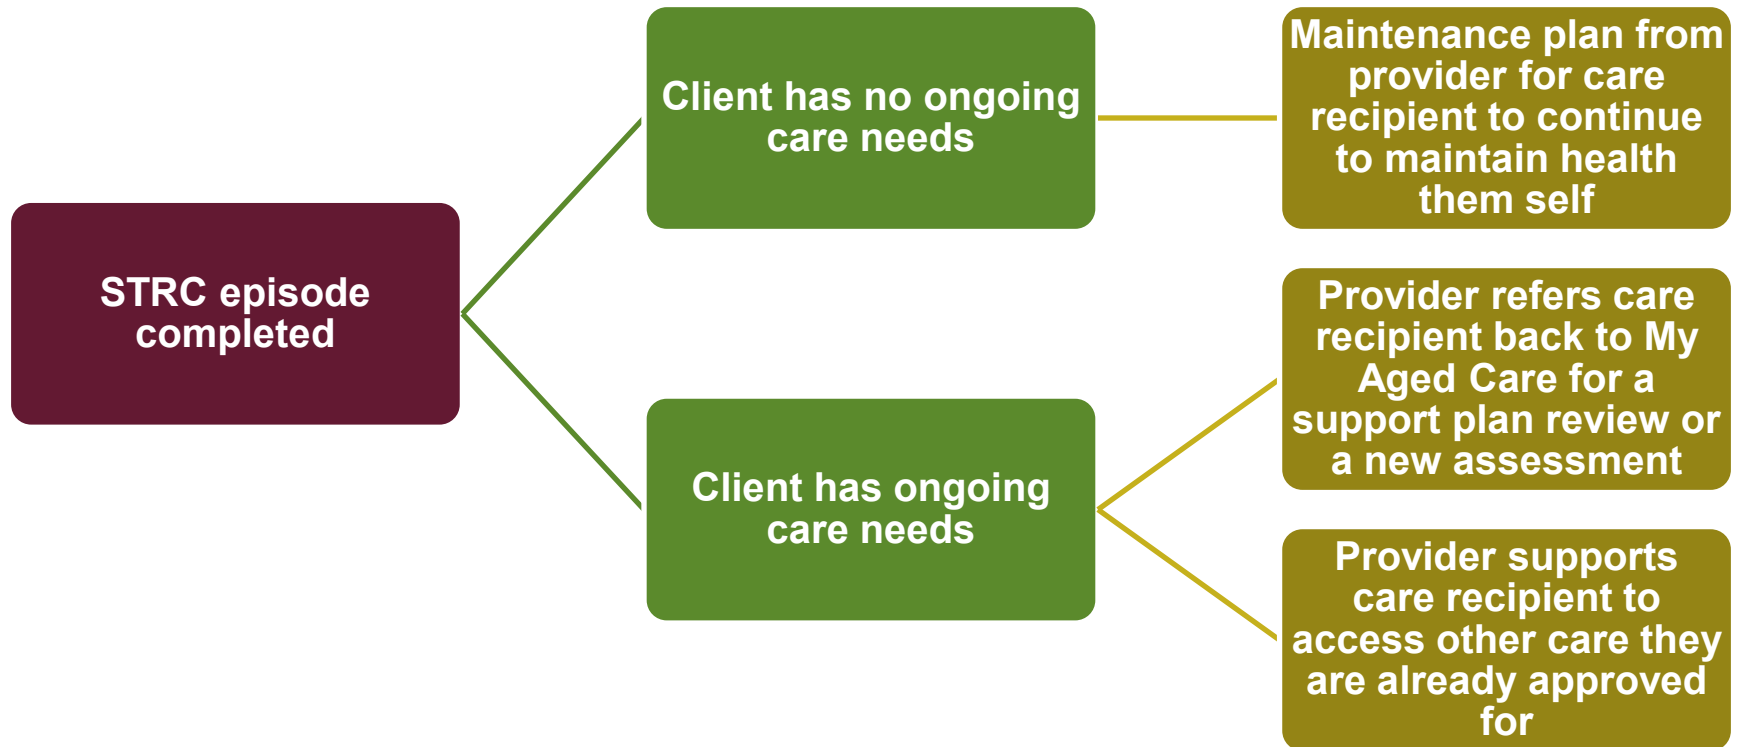 STRC episode
completed
Client has no ongoing
care needs
Maintenance plan from
provider for care
recipient to continue
to maintain health
them self
Client has ongoing
care needs
Provider refers care
recipient back to My
Aged Care for a
support plan review or
a new assessment
Provider supports
care recipient to
access other care they
are already approved
for